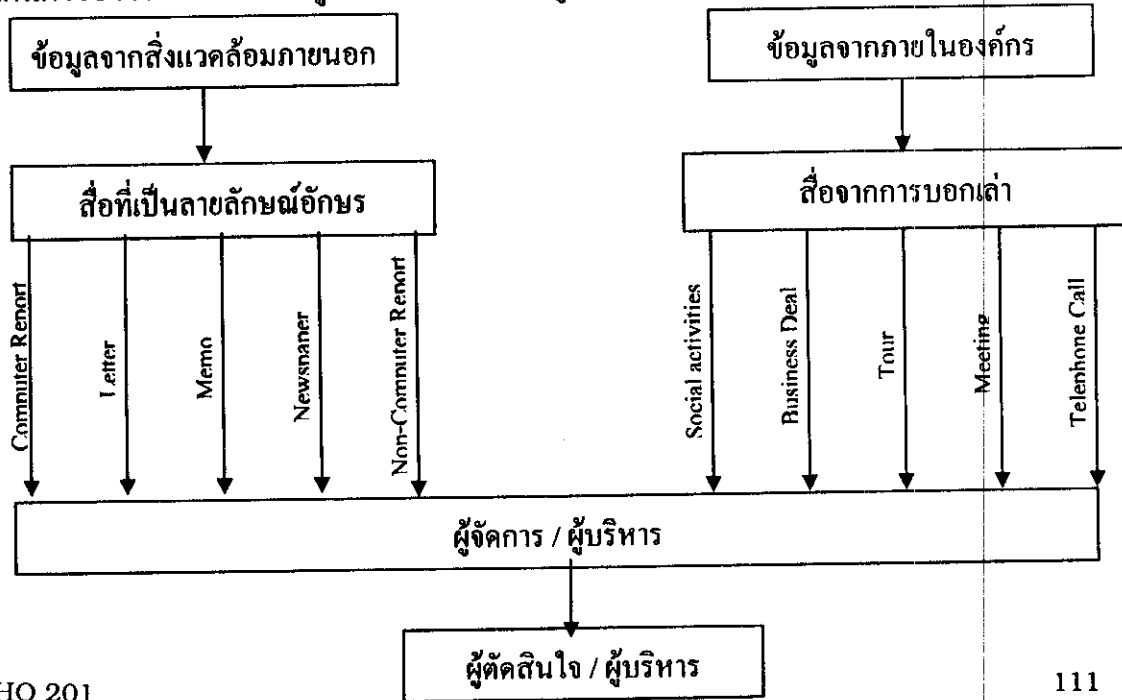 ข้อมูลจากสิ่งแวดล้อมภายนอก
ข้อมูลจากภายในองค์กร
สื่อที่เป็นลายลักษณ์อักษร
สื่อจากการบอกเล่า
Computer Report
Letter
Memo
Newspaper
Non-Computer Report
Social activities
Business Deal
Tour
Meeting
Telephone Call
ผู้จัดการ / ผู้บริหาร
ผู้ตัดสินใจ / ผู้บริหาร
HO 201
111